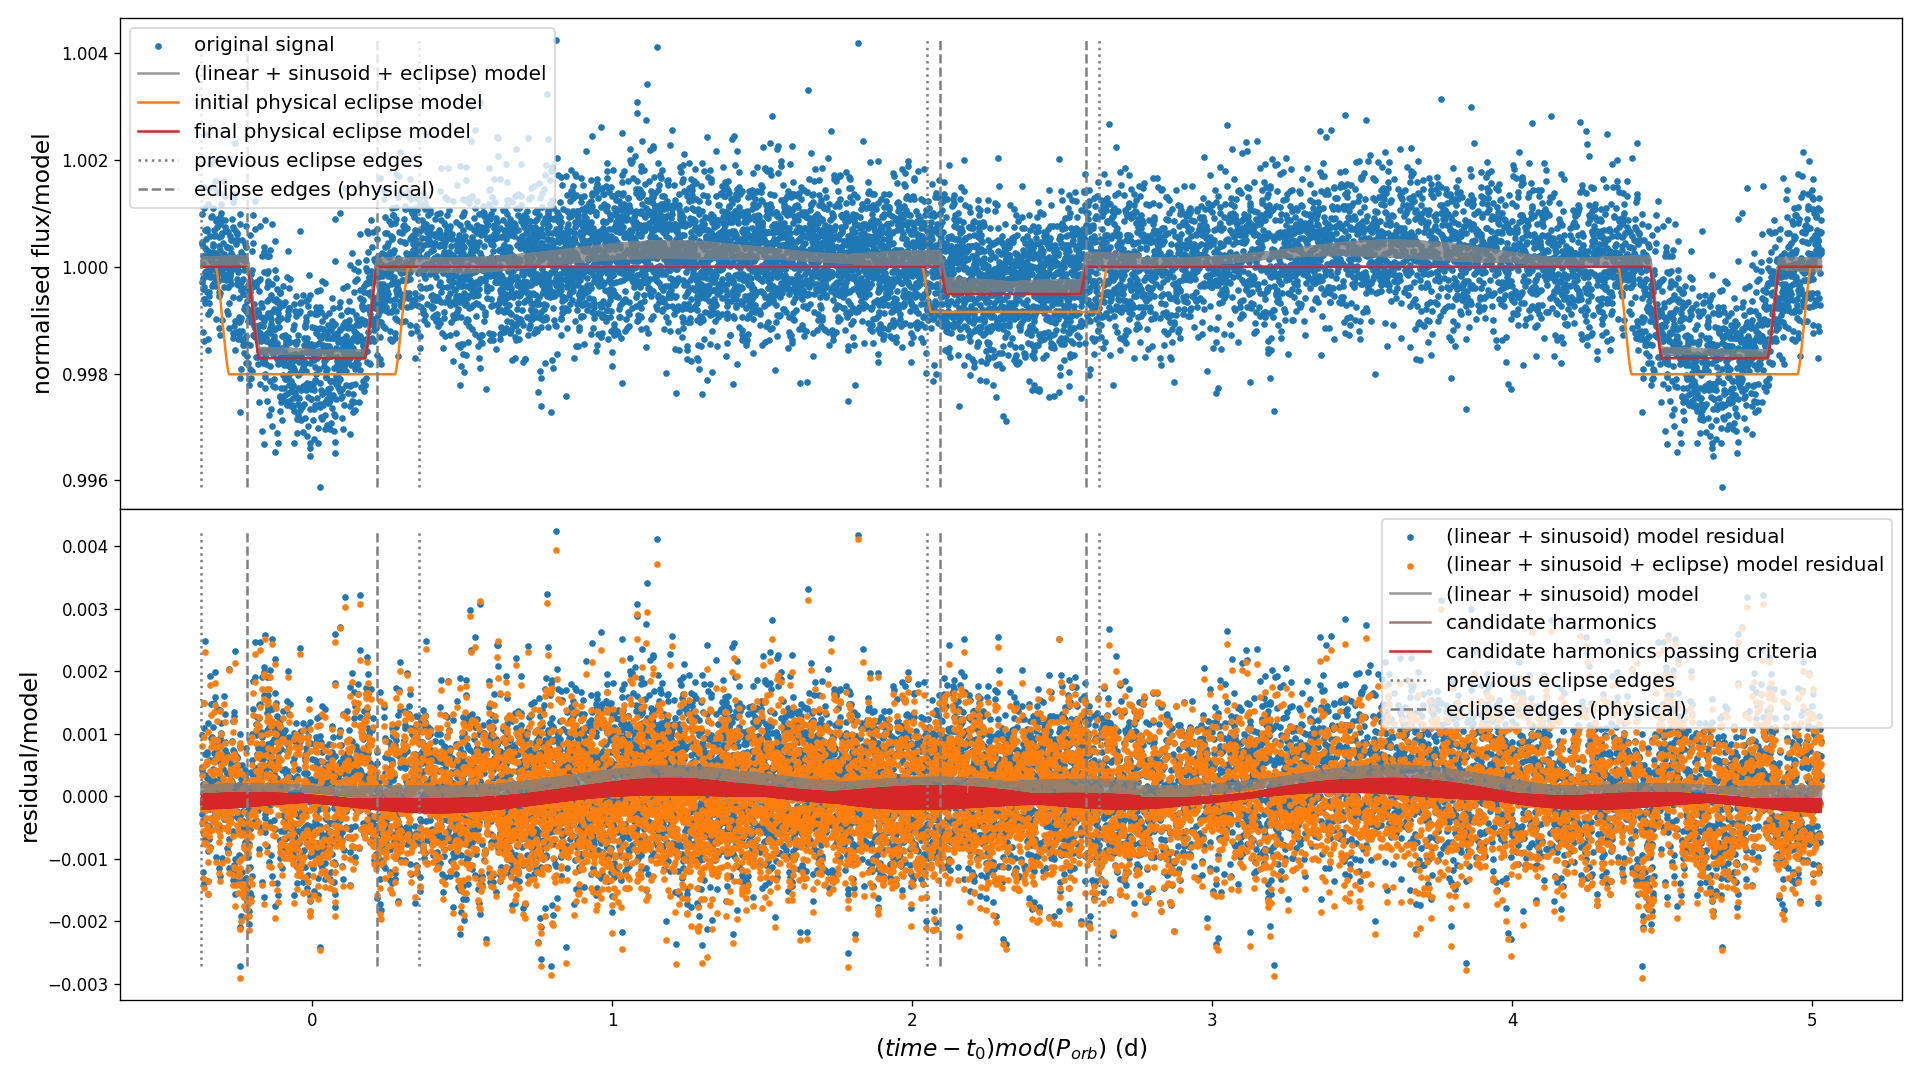 normalised flux/model
1.004
1.002
1.000
0.998
0.996
original signal
(linear + sinusoid + eclipse) model
initial physical eclipse model
final physical eclipse model
previous eclipse edges
eclipse edges (physical)
residual/model
0.004
0.003
0.002
0.001
0.000
−0.001
−0.002
−0.003
(linear + sinusoid) model residual
(linear + sinusoid + eclipse) model residual
(linear + sinusoid) model
candidate harmonics
candidate harmonics passing criteria
previous eclipse edges
eclipse edges (physical)
0 1 2 3 4 5
(time − t₀)mod(Pₒᵣb) (d)